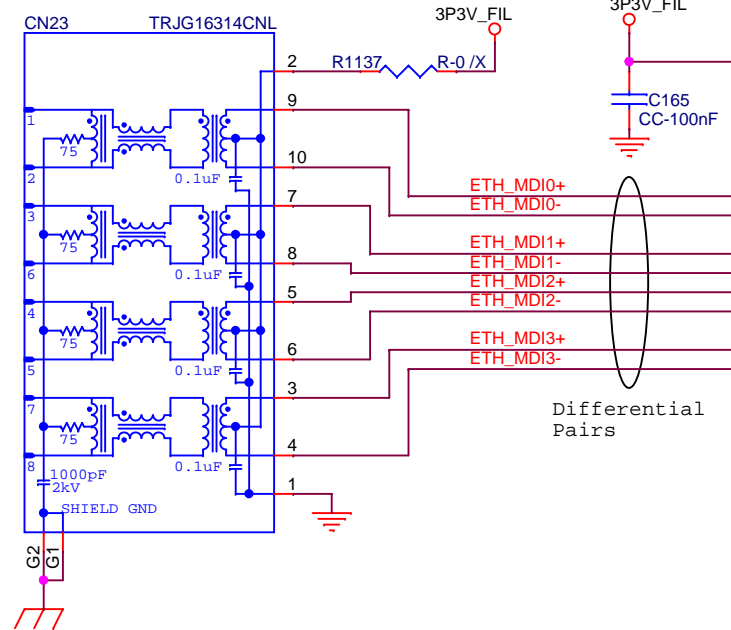 CN23 TRJG16314CNL
3P3V_FIL
3P3V_FIL
2
R1137 R-0 /X
C165
CC-100nF
1
75
2
0.1uF
9
10
3
75
6
0.1uF
7
8
4
75
5
0.1uF
5
6
7
75
8
0.1uF
3
4
1000pF
2kV
1
SHIELD GND
G2
G1
ETH_MDI0+
ETH_MDI0-
ETH_MDI1+
ETH_MDI1-
ETH_MDI2+
ETH_MDI2-
ETH_MDI3+
ETH_MDI3-
Differential
Pairs